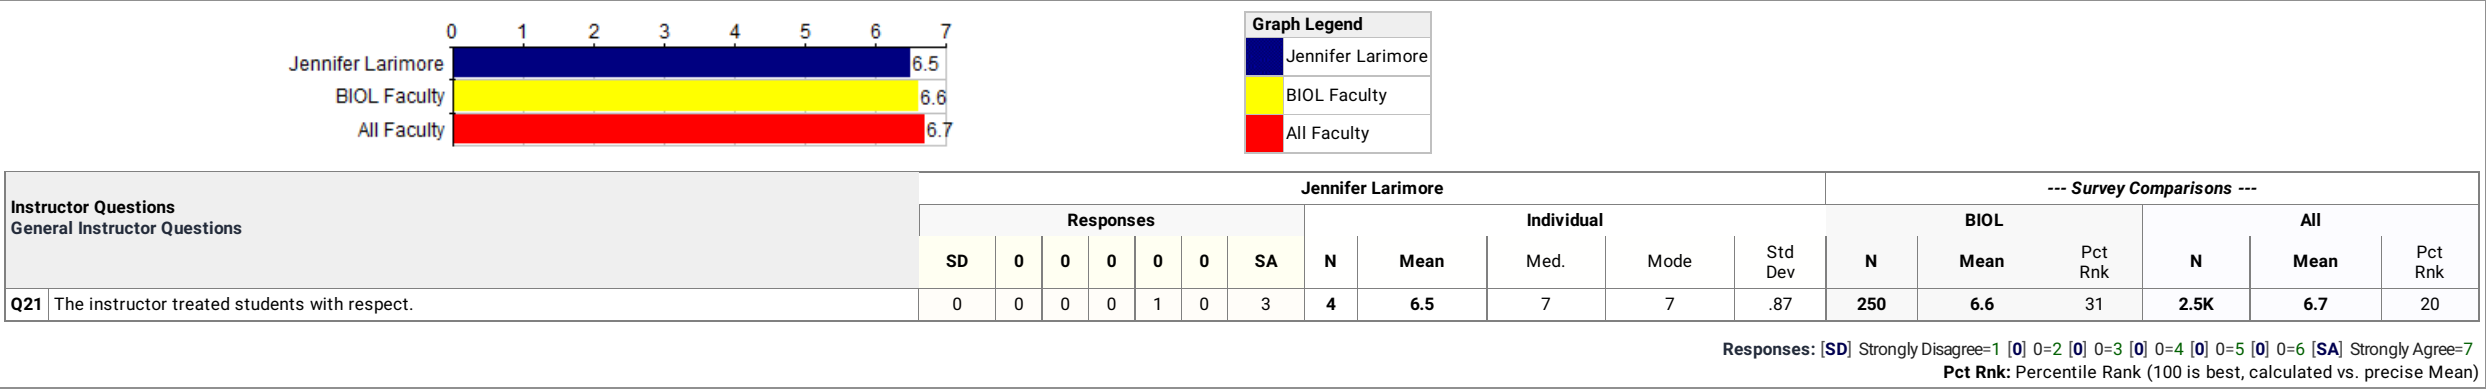 0 1 2 3 4 5 6 7
Jennifer Larimore 6.5
BIOL Faculty 6.6
All Faculty 6.7
Graph Legend
Jennifer Larimore
BIOL Faculty
All Faculty
Instructor Questions
General Instructor Questions
Jennifer Larimore --- Survey Comparisons ---
Responses Individual BIOL All
SD 0 0 0 0 0 SA N Mean Med. Mode Std Dev N Mean Pct Rnk N Mean Pct Rnk
Q21 The instructor treated students with respect. 0 0 0 0 1 0 3 4 6.5 7 7 .87 250 6.6 31 2.5K 6.7 20
Responses: [SD] Strongly Disagree=1 [0] 0=2 [0] 0=3 [0] 0=4 [0] 0=5 [0] 0=6 [SA] Strongly Agree=7
Pct Rnk: Percentile Rank (100 is best, calculated vs. precise Mean)